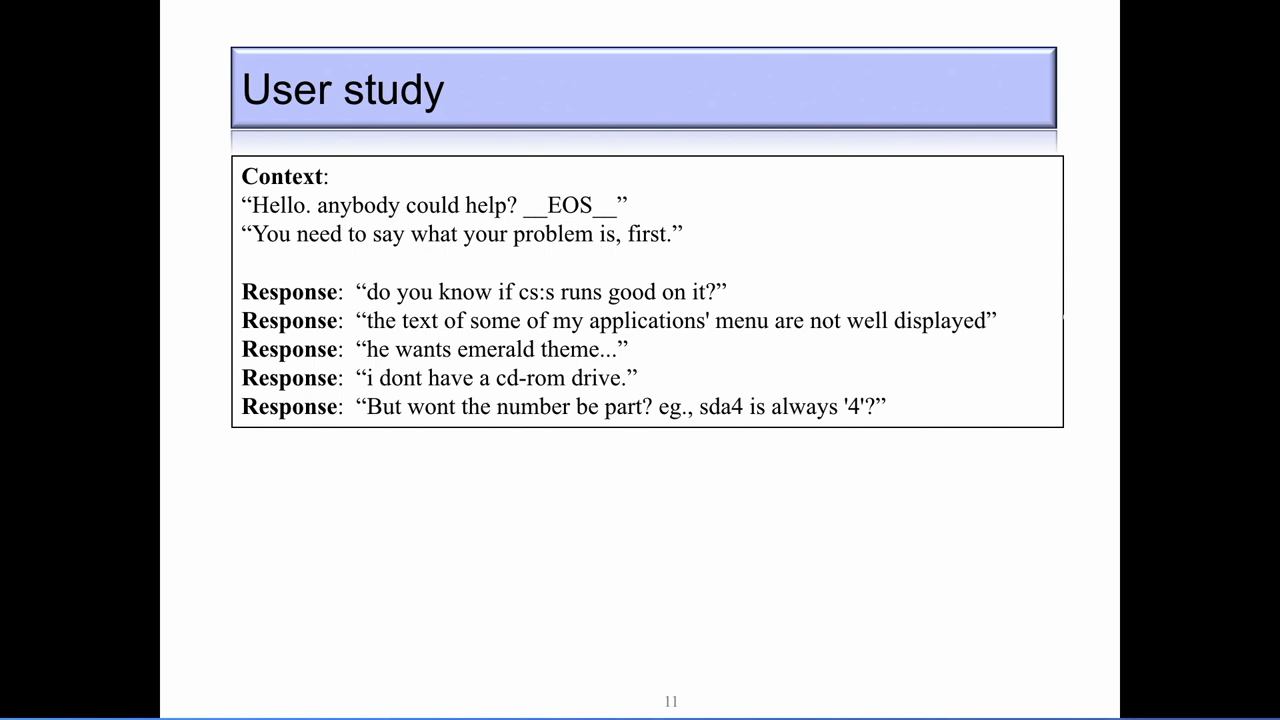 User study
Context:
“Hello. anybody could help? __EOS__”
“You need to say what your problem is, first.”
Response: “do you know if cs:s runs good on it?”
Response: “the text of some of my applications' menu are not well displayed”
Response: “he wants emerald theme...”
Response: “i dont have a cd-rom drive.”
Response: “But wont the number be part? eg., sda4 is always '4'?”
11